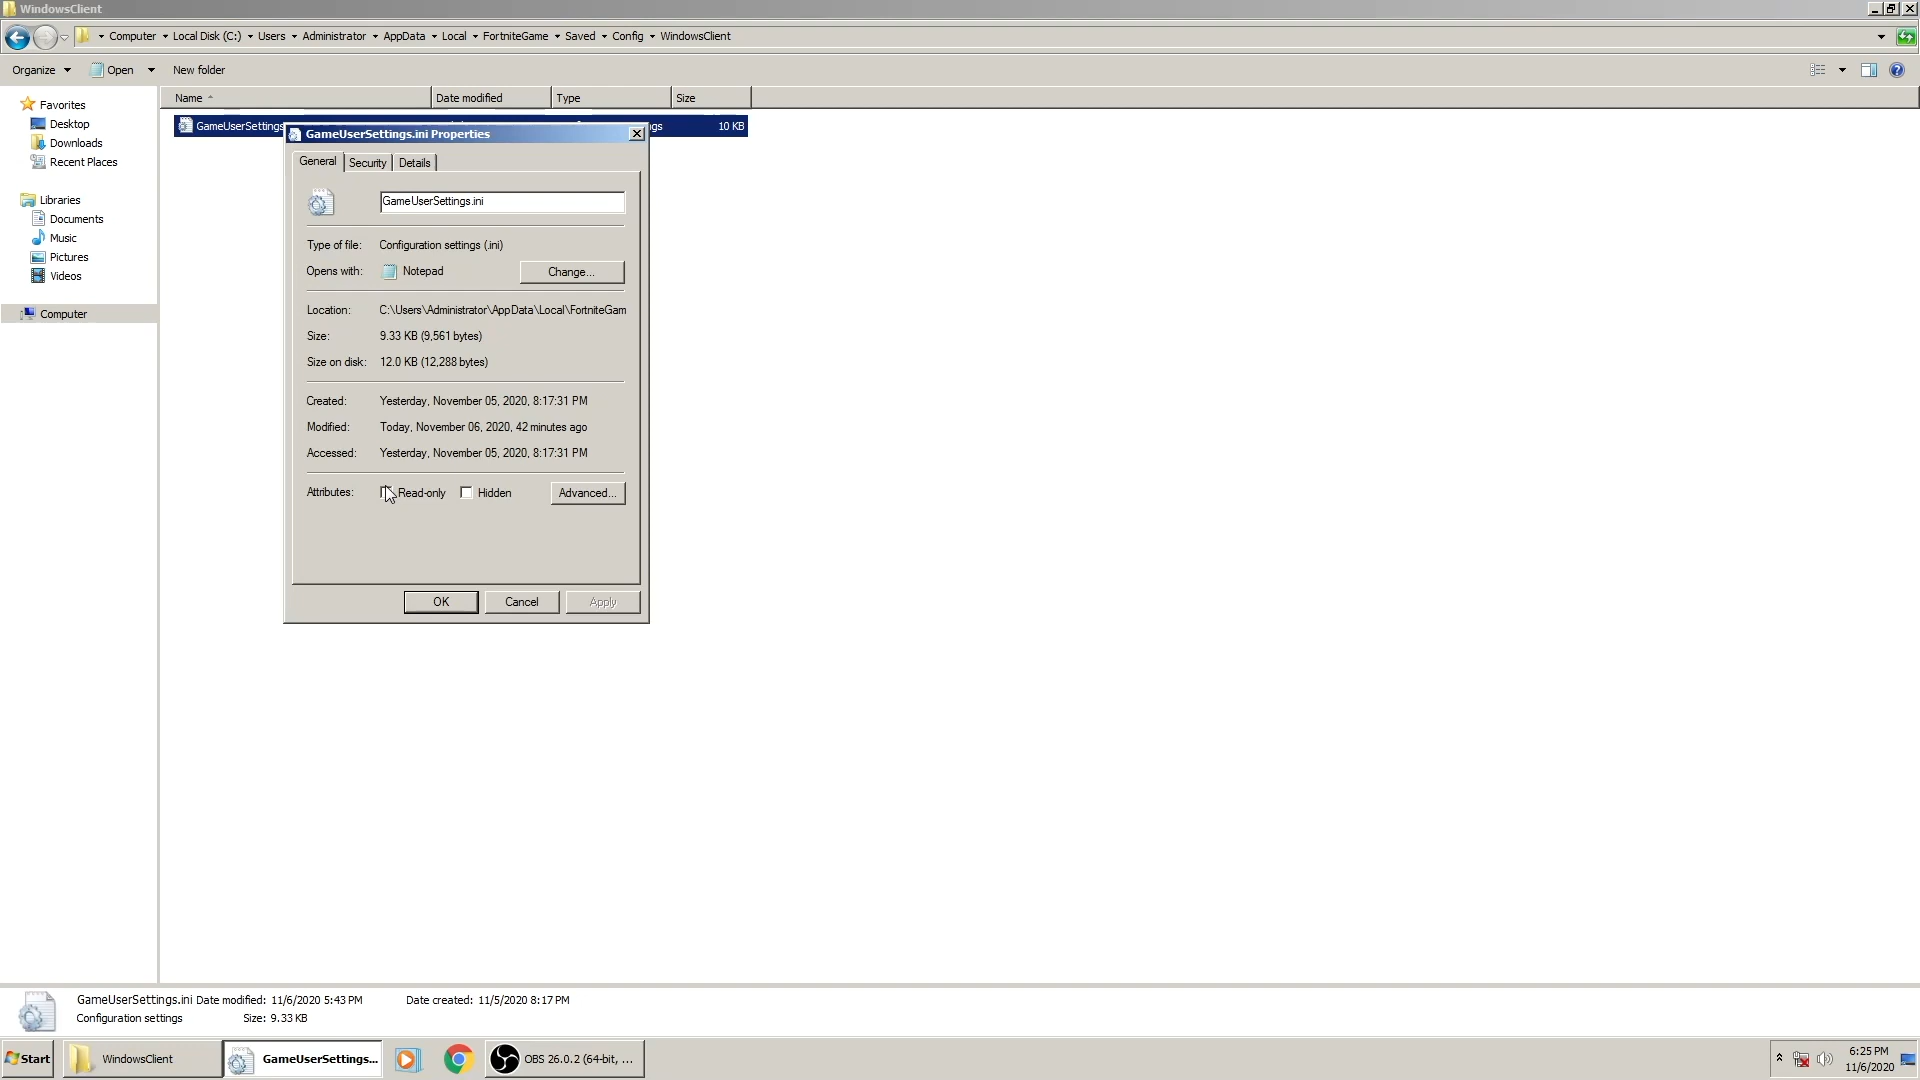 WindowsClient
Computer Local Disk (C:) Users Administrator AppData Local FortniteGame Saved Config WindowsClient
Organize Open New folder
Name Date modified Type Size
Favorites
Desktop
Downloads
Recent Places
Libraries
Documents
Music
Pictures
Videos
Computer
GameUserSettings 10 KB
GameUserSettings.ini Properties
General Security Details
GameUserSettings.ini
Type of file: Configuration settings (.ini)
Opens with: Notepad Change...
Location: C:\Users\Administrator\AppData\Local\FortniteGam
Size: 9.33 KB (9,561 bytes)
Size on disk: 12.0 KB (12,288 bytes)
Created: Yesterday, November 05, 2020, 8:17:31 PM
Modified: Today, November 06, 2020, 42 minutes ago
Accessed: Yesterday, November 05, 2020, 8:17:31 PM
Attributes: Read-only Hidden Advanced...
OK Cancel Apply
GameUserSettings.ini Date modified: 11/6/2020 5:43 PM Date created: 11/5/2020 8:17 PM
Configuration settings Size: 9.33 KB
Start WindowsClient GameUserSettings... OBS 26.0.2 (64-bit, ...
6:25 PM
11/6/2020